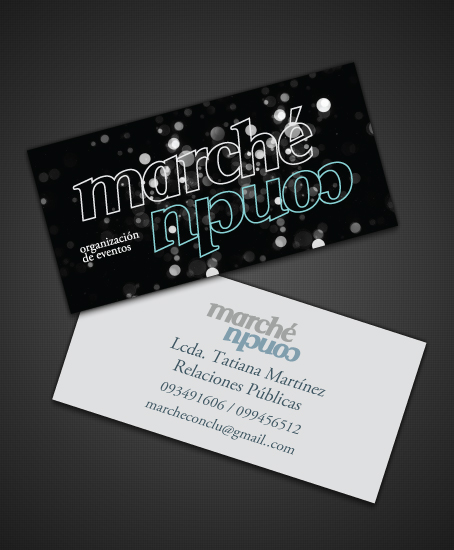 marché
conclu
organización
de eventos
marché
conclu
Lcda. Tatiana Martínez
Relaciones Públicas
093491606 / 099456512
marcheconclu@gmail..com